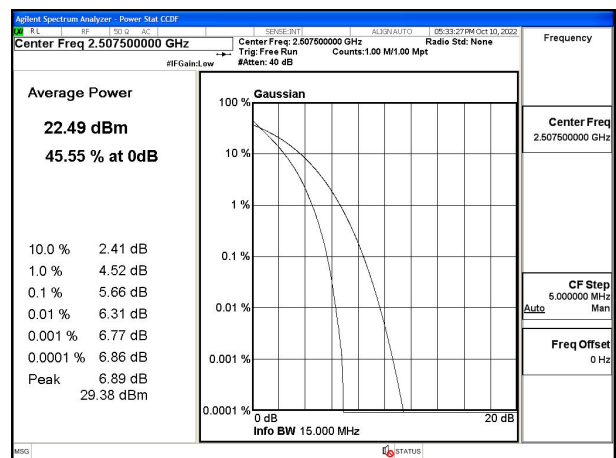 Agilent Spectrum Analyzer - Power Stat CCDF
RL RF 50 Ω AC SENSE:INT ALIGN AUTO 05:33:27 PM Oct 10, 2022
Center Freq 2.507500000 GHz
Center Freq: 2.507500000 GHz Radio Std: None
Trig: Free Run Counts:1.00 M/1.00 Mpt
#IFGain:Low #Atten: 40 dB
Frequency
Average Power
22.49 dBm
45.55 % at 0dB
10.0 % 2.41 dB
1.0 % 4.52 dB
0.1 % 5.66 dB
0.01 % 6.31 dB
0.001 % 6.77 dB
0.0001 % 6.86 dB
Peak 6.89 dB
29.38 dBm
Gaussian
100 %
10 %
1 %
0.1 %
0.01 %
0.001 %
0.0001 %
0 dB 20 dB
Info BW 15.000 MHz
Center Freq
2.507500000 GHz
CF Step
5.000000 MHz
Auto Man
Freq Offset
0 Hz
MSG STATUS